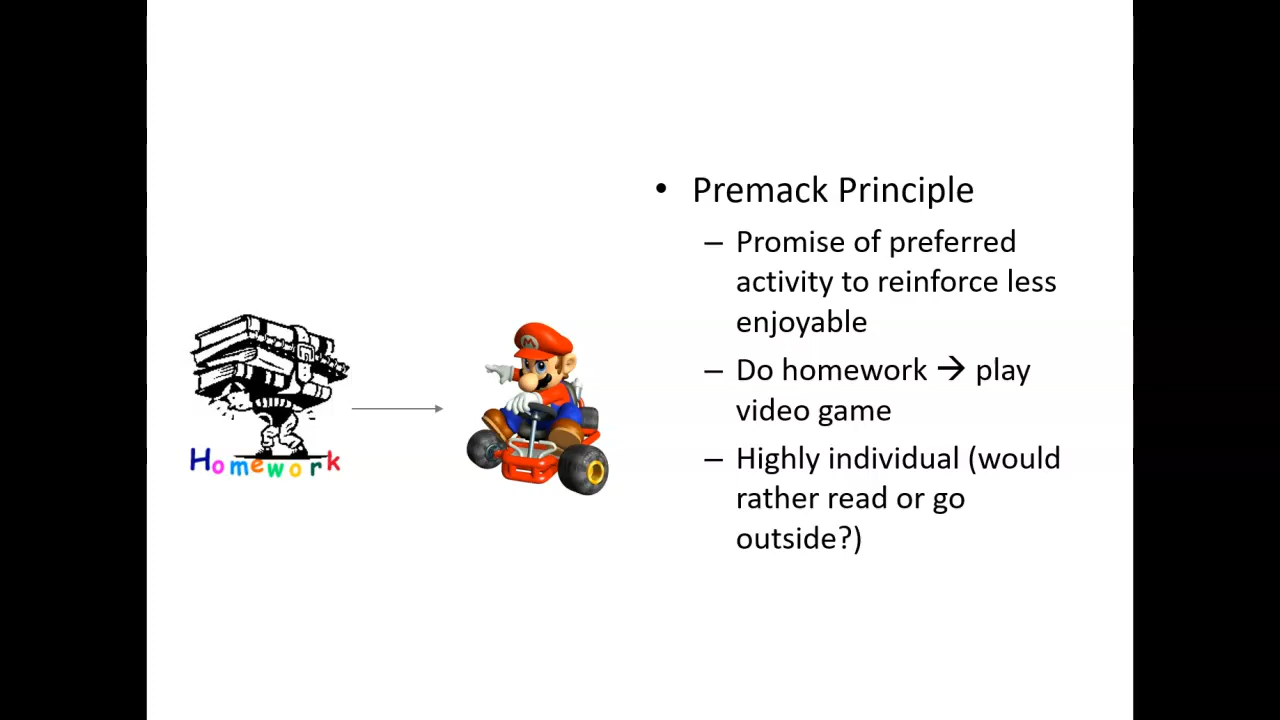 • Premack Principle
– Promise of preferred
activity to reinforce less
enjoyable
– Do homework → play
video game
– Highly individual (would
rather read or go
outside?)
Homework
M